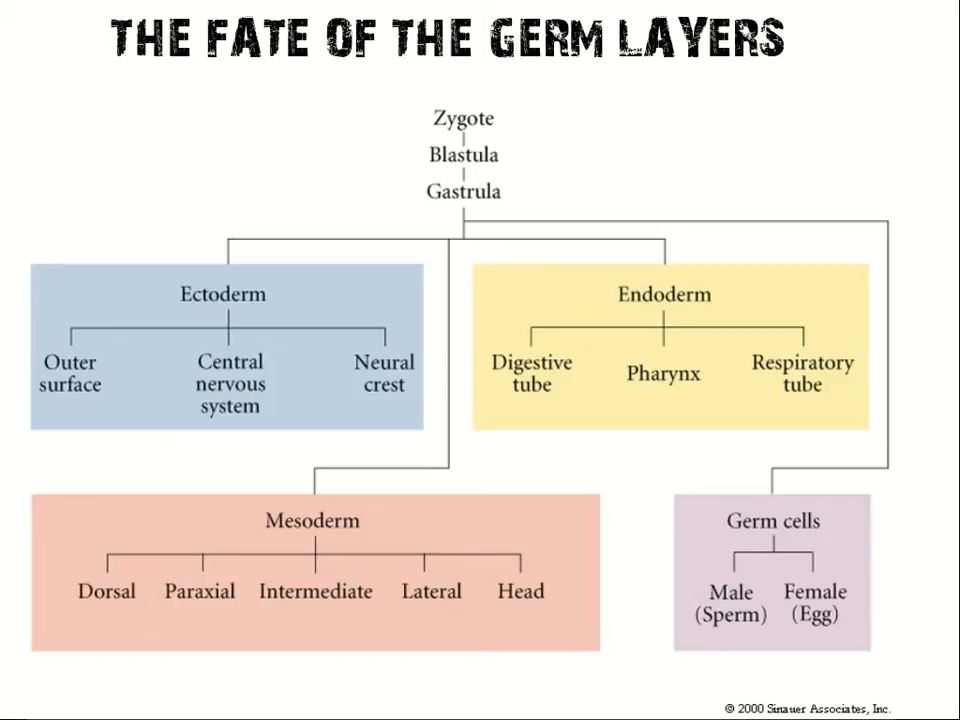 THE FATE OF THE GERM LAYERS
Zygote
Blastula
Gastrula
Ectoderm
Outer
surface
Central
nervous
system
Neural
crest
Endoderm
Digestive
tube
Pharynx
Respiratory
tube
Mesoderm
Dorsal
Paraxial
Intermediate
Lateral
Head
Germ cells
Male
(Sperm)
Female
(Egg)
© 2000 Sinauer Associates, Inc.